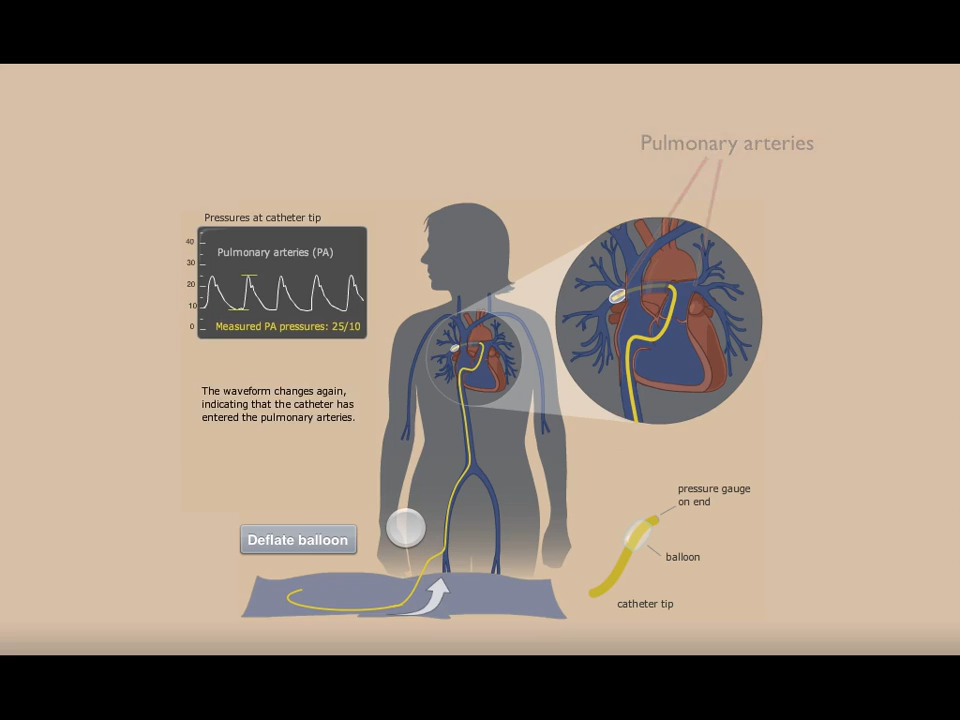 Pulmonary arteries
Pressures at catheter tip
40
30
20
10
0
Pulmonary arteries (PA)
Measured PA pressures: 25/10
The waveform changes again,
indicating that the catheter has
entered the pulmonary arteries.
pressure gauge
on end
Deflate balloon
balloon
catheter tip